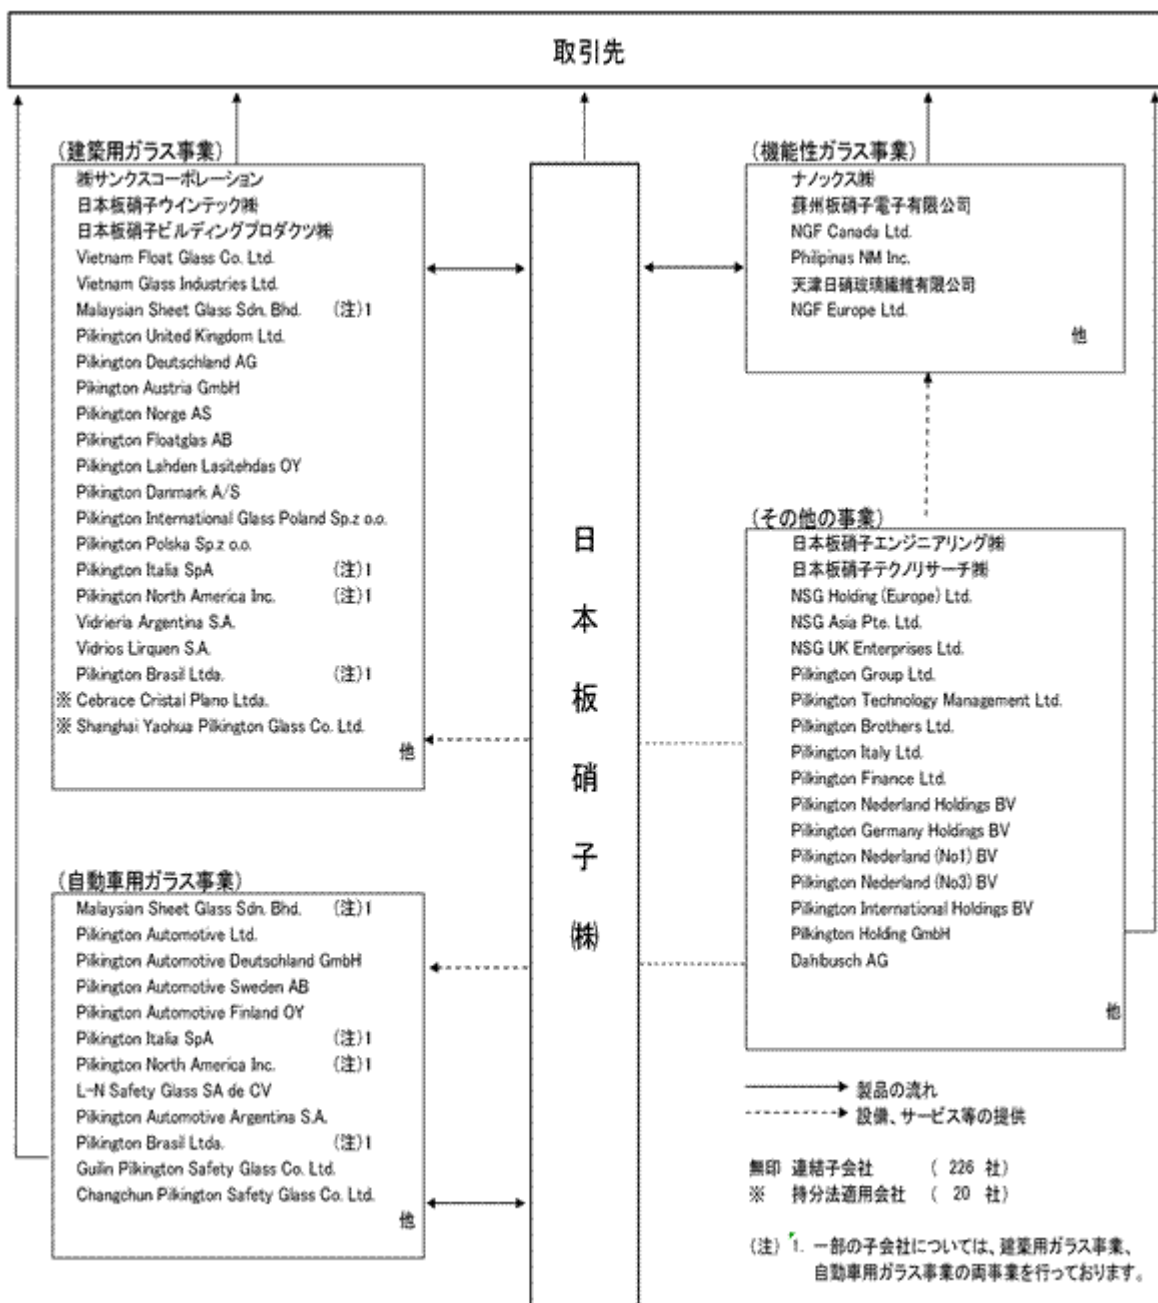 取引先
(建築用ガラス事業)
㈱サンクスコーポレーション
日本板硝子ウインテック㈱
日本板硝子ビルディングプロダクツ㈱
Vietnam Float Glass Co. Ltd.
Vietnam Glass Industries Ltd.
Malaysian Sheet Glass Sdn. Bhd. (注)1
Pilkington United Kingdom Ltd.
Pilkington Deutschland AG
Pikington Austria GmbH
Pilkington Norge AS
Pilkington Floatglas AB
Pilkington Lahden Lasitehdas OY
Pilkington Danmark A/S
Pilkington International Glass Poland Sp.z o.o.
Pilkington Polska Sp.z o.o.
Pilkington Italia SpA (注)1
Pilkington North America Inc. (注)1
Vidrieria Argentina S.A.
Vidrios Lirquen S.A.
Pilkington Brasil Ltda. (注)1
※ Cebrace Cristal Plano Ltda.
※ Shanghai Yaohua Pilkington Glass Co. Ltd.
他
(自動車用ガラス事業)
Malaysian Sheet Glass Sdn. Bhd. (注)1
Pilkington Automotive Ltd.
Pilkington Automotive Deutschland GmbH
Pilkington Automotive Sweden AB
Pilkington Automotive Finland OY
Pilkington Italia SpA (注)1
Pilkington North America Inc. (注)1
L-N Safety Glass SA de CV
Pilkington Automotive Argentina S.A.
Pilkington Brasil Ltda. (注)1
Guilin Pilkington Safety Glass Co. Ltd.
Changchun Pilkington Safety Glass Co. Ltd.
他
日本板硝子㈱
(機能性ガラス事業)
ナノックス㈱
蘇州板硝子電子有限公司
NGF Canada Ltd.
Philipinas NM Inc.
天津日硝玻璃繊維有限公司
NGF Europe Ltd.
他
(その他の事業)
日本板硝子エンジニアリング㈱
日本板硝子テクノリサーチ㈱
NSG Holding (Europe) Ltd.
NSG Asia Pte. Ltd.
NSG UK Enterprises Ltd.
Pilkington Group Ltd.
Pilkington Technology Management Ltd.
Pilkington Brothers Ltd.
Pilkington Italy Ltd.
Pilkington Finance Ltd.
Pilkington Nederland Holdings BV
Pilkington Germany Holdings BV
Pilkington Nederland (No1) BV
Pilkington Nederland (No3) BV
Pilkington International Holdings BV
Pilkington Holding GmbH
Dahlbusch AG
他
製品の流れ
設備、サービス等の提供
無印 連結子会社 ( 226 社)
※ 持分法適用会社 ( 20 社)
(注) 1. 一部の子会社については、建築用ガラス事業、
自動車用ガラス事業の両事業を行っております。